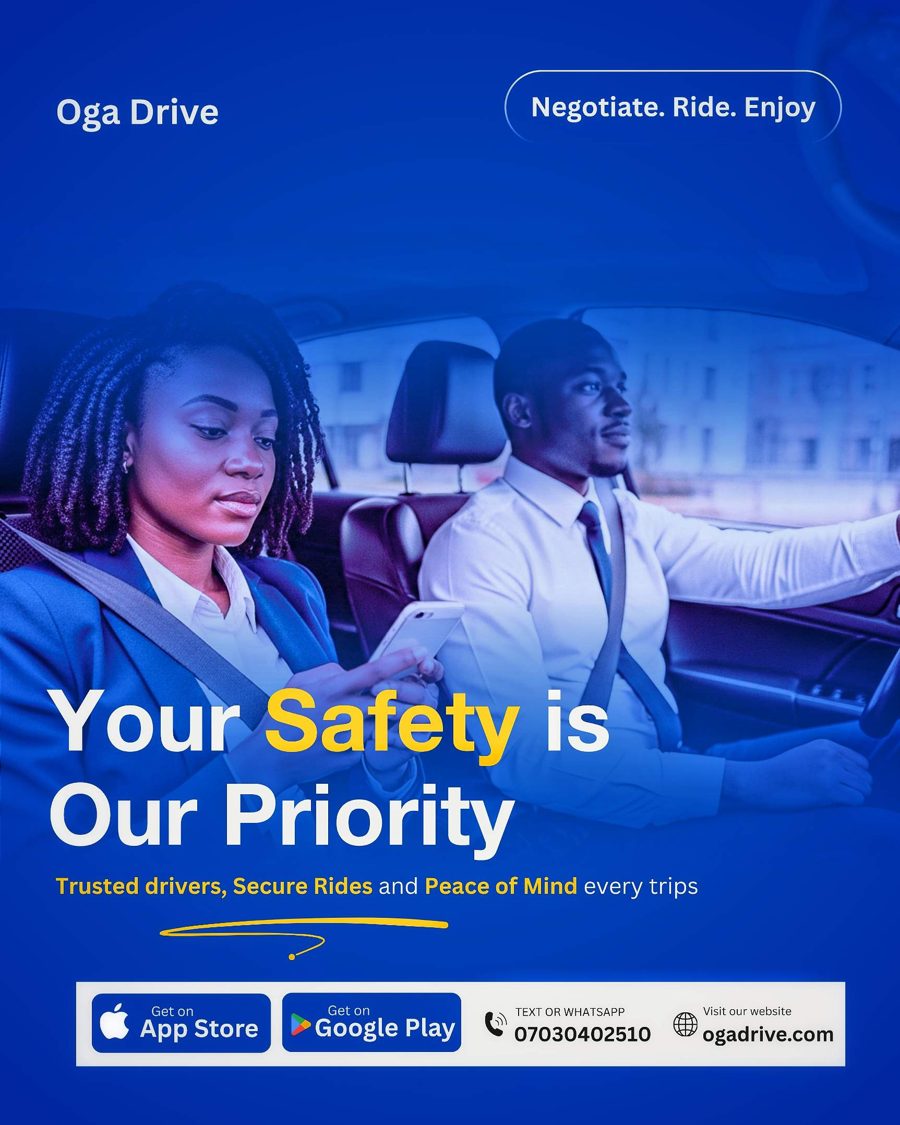 Oga Drive
Negotiate. Ride. Enjoy
Your Safety is
Our Priority
Trusted drivers, Secure Rides and Peace of Mind every trips
Get on
App Store
Get on
Google Play
TEXT OR WHATSAPP
07030402510
Visit our website
ogadrive.com